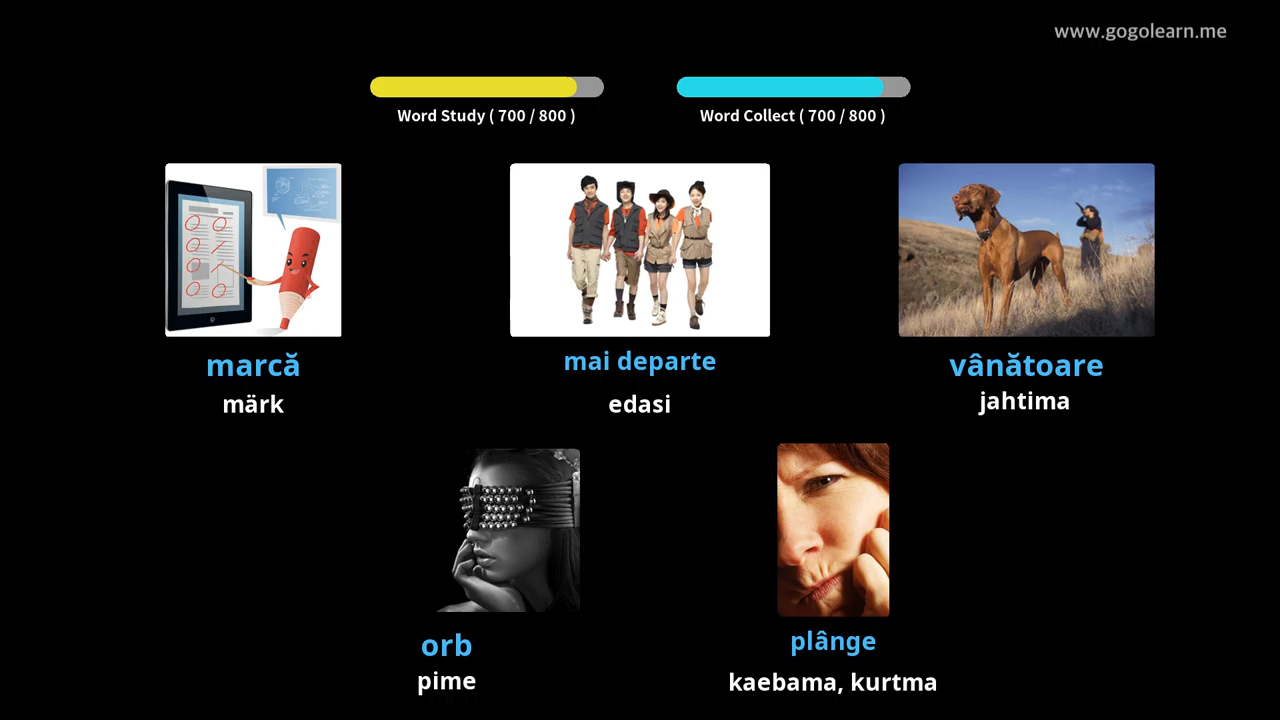 www.gogolearn.me
Word Study ( 700 / 800 )
Word Collect ( 700 / 800 )
marcă
märk
mai departe
edasi
vânătoare
jahtima
orb
pime
plânge
kaebama, kurtma